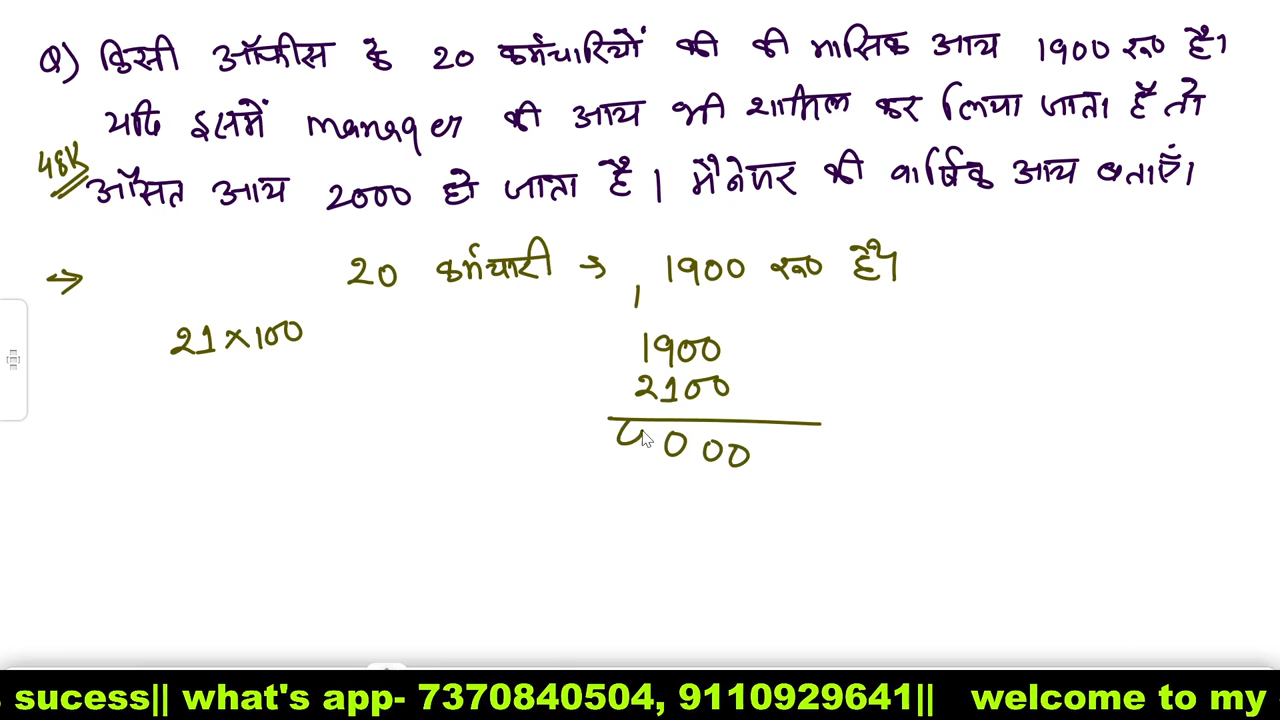 Q) किसी ऑफीस के 20 कर्मचारियों की की मासिक आय 1900 रू० है।
यदि इसमें manager की आय भी शामिल कर लिया जाता है तो
48K
औसत आय 2000 हो जाता है। मैनेजर की वार्षिक आय बताएँ।
⇒ 20 कर्मचारी → 1900 रू० है।
1
21 × 100
1900
2100
000
sucess|| what's app- 7370840504, 9110929641|| welcome to my